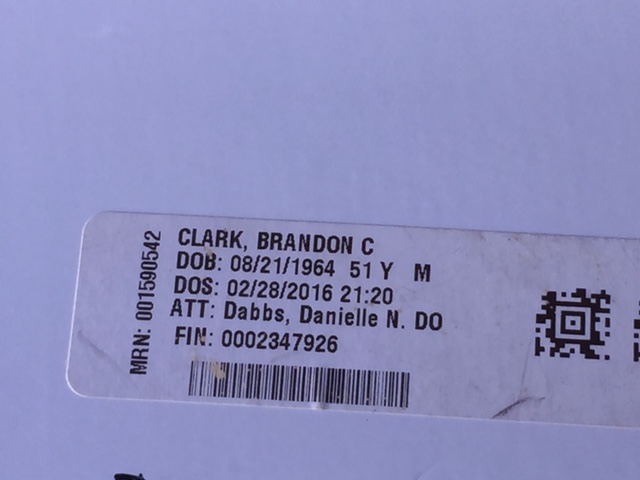 MRN: 001590542
CLARK, BRANDON C
DOB: 08/21/1964 51 Y M
DOS: 02/28/2016 21:20
ATT: Dabbs, Danielle N. DO
FIN: 0002347926